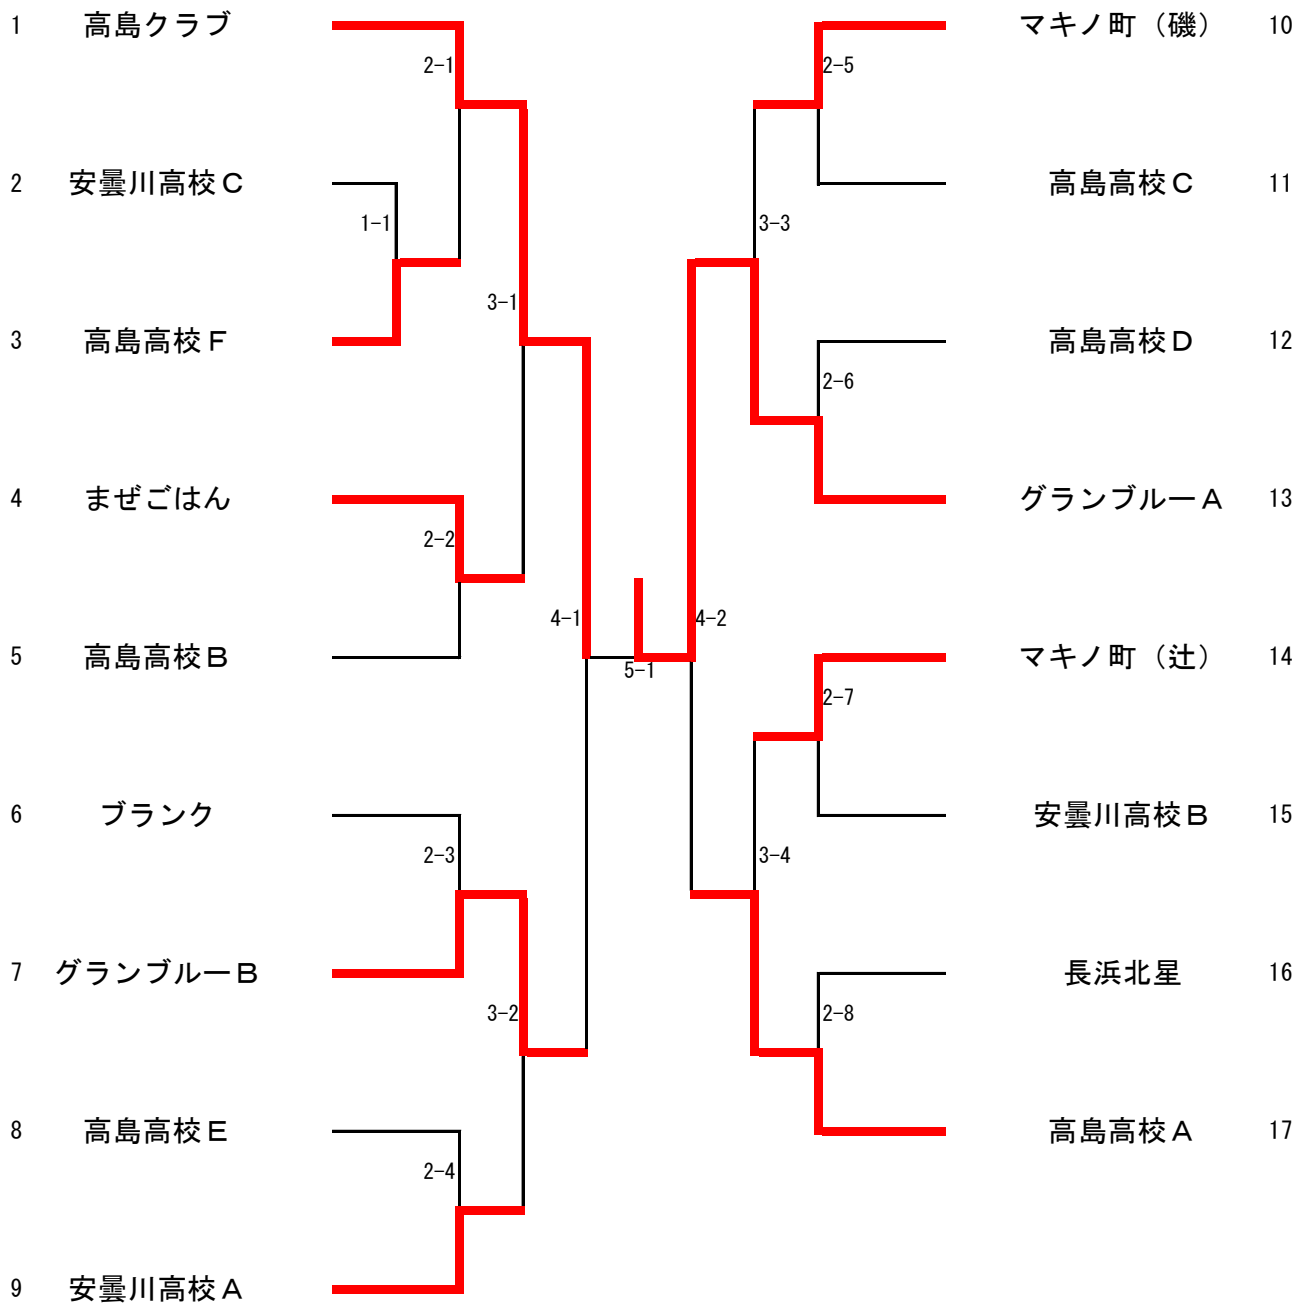 1 高島クラブ
マキノ町（磯） 10
2-1
2-5
2 安曇川高校Ｃ
高島高校Ｃ 11
1-1
3-3
3-1
3 高島高校Ｆ
高島高校Ｄ 12
2-6
4 まぜごはん
グランブルーＡ 13
2-2
4-1
4-2
5 高島高校Ｂ
5-1
マキノ町（辻） 14
2-7
6 ブランク
安曇川高校Ｂ 15
2-3
3-4
7 グランブルーＢ
長浜北星 16
3-2
2-8
8 高島高校Ｅ
高島高校Ａ 17
2-4
9 安曇川高校Ａ